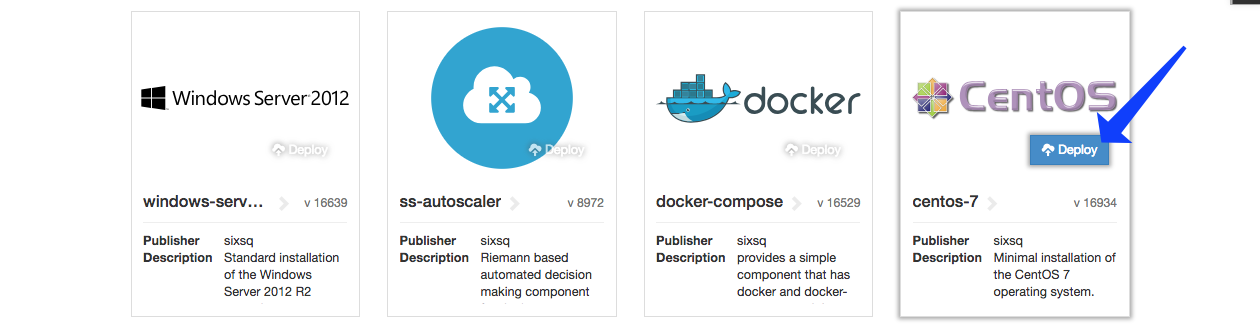 Windows Server 2012
Deploy
windows-serv... v 16639
Publisher sixsq
Description Standard installation
of the Windows
Server 2012 R2
Deploy
ss-autoscaler v 8972
Publisher sixsq
Description Riemann based
automated decision
making component
docker
Deploy
docker-compose v 16529
Publisher sixsq
Description provides a simple
component that has
docker and docker-
CentOS
Deploy
centos-7 v 16934
Publisher sixsq
Description Minimal installation of
the CentOS 7
operating system.